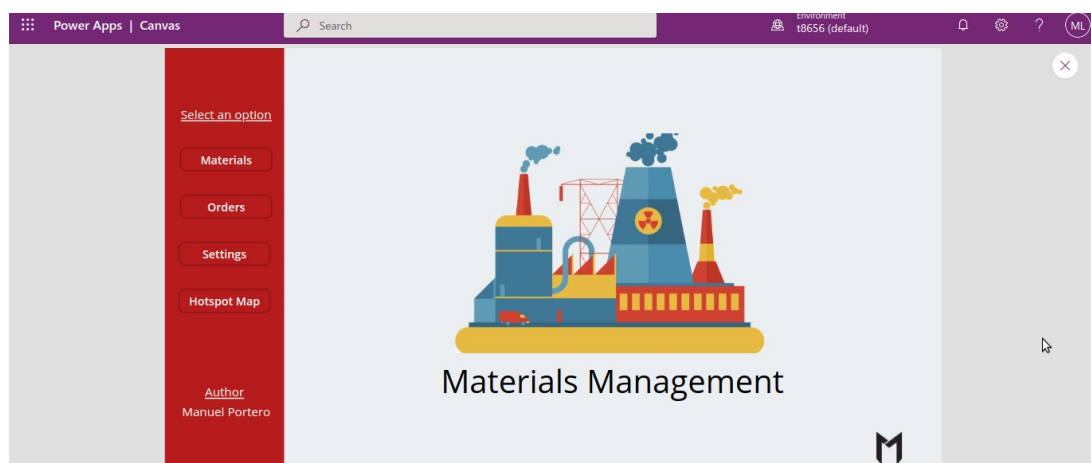 Power Apps | Canvas
Search
Environment
t8656 (default)
?
ML
Select an option
Materials
Orders
Settings
Hotspot Map
Author
Manuel Portero
Materials Management
M